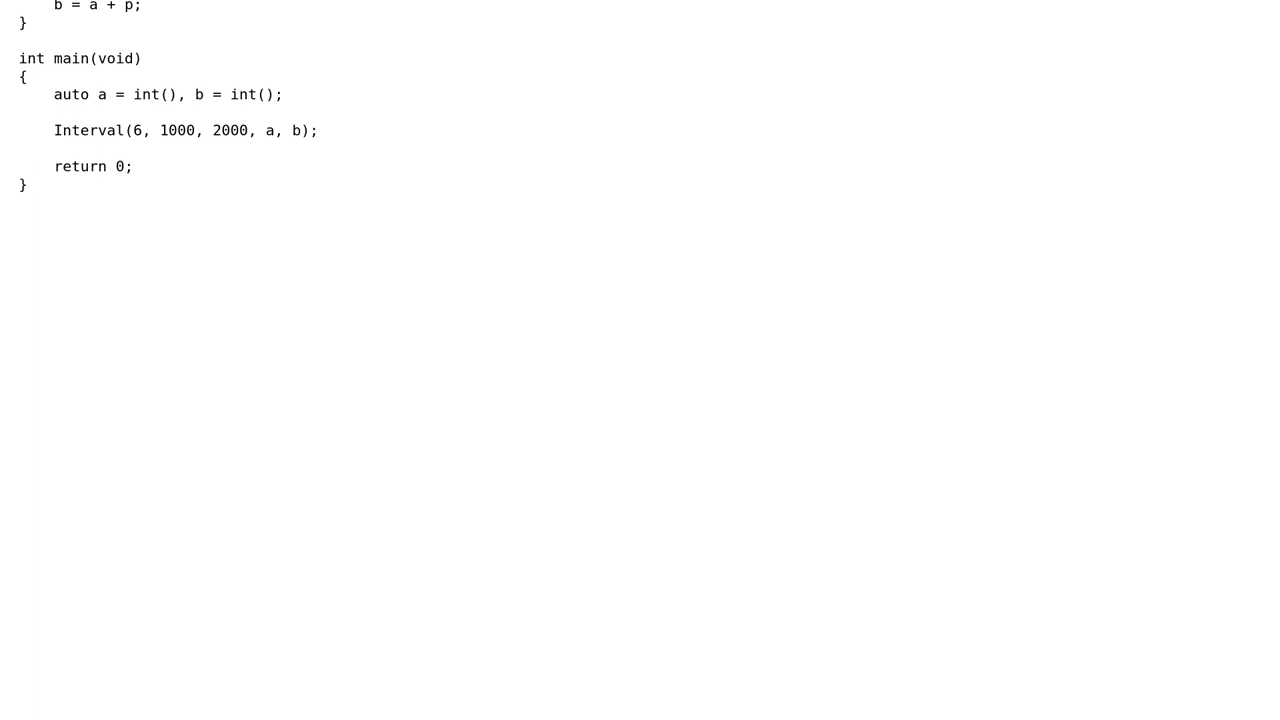 b = a + p;
}

int main(void)
{
    auto a = int(), b = int();

    Interval(6, 1000, 2000, a, b);

    return 0;
}